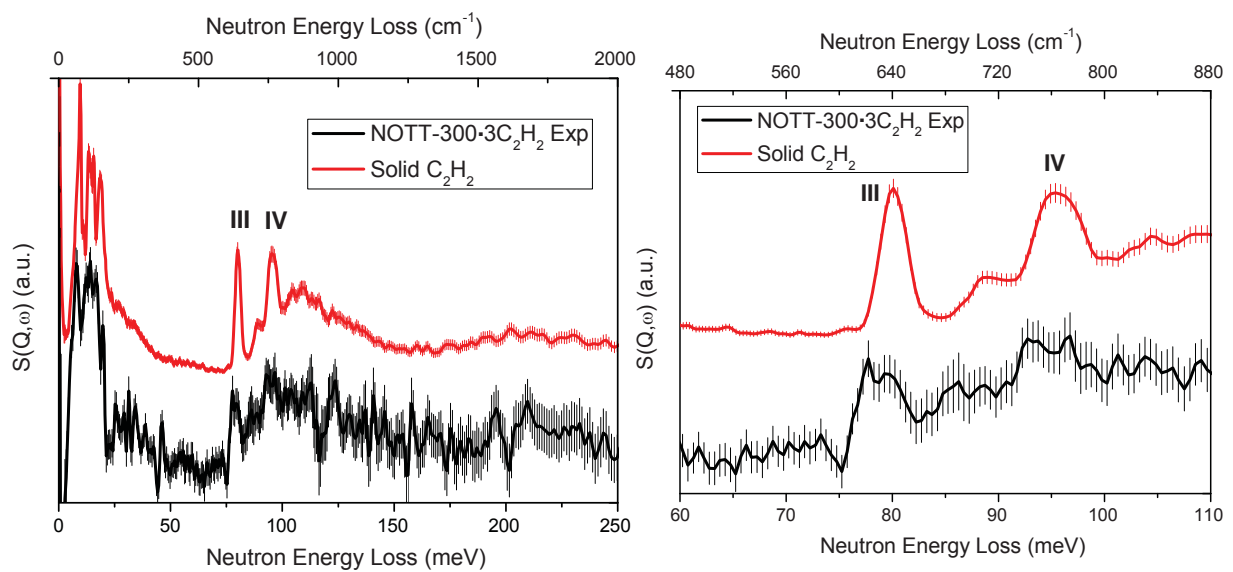 Neutron Energy Loss (cm⁻¹)
0 500 1000 1500 2000
NOTT-300·3C₂H₂ Exp
Solid C₂H₂
III IV
S(Q,ω) (a.u.)
0 50 100 150 200 250
Neutron Energy Loss (meV)
Neutron Energy Loss (cm⁻¹)
480 560 640 720 800 880
NOTT-300·3C₂H₂ Exp
Solid C₂H₂
III IV
S(Q,ω) (a.u.)
60 70 80 90 100 110
Neutron Energy Loss (meV)